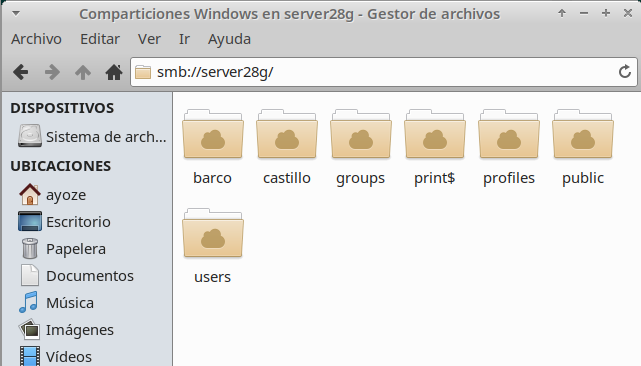 Comparticiones Windows en server28g - Gestor de archivos
Archivo Editar Ver Ir Ayuda
smb://server28g/
DISPOSITIVOS
Sistema de arch...
UBICACIONES
ayoze
Escritorio
Papelera
Documentos
Música
Imágenes
Vídeos
barco castillo groups print$ profiles public
users